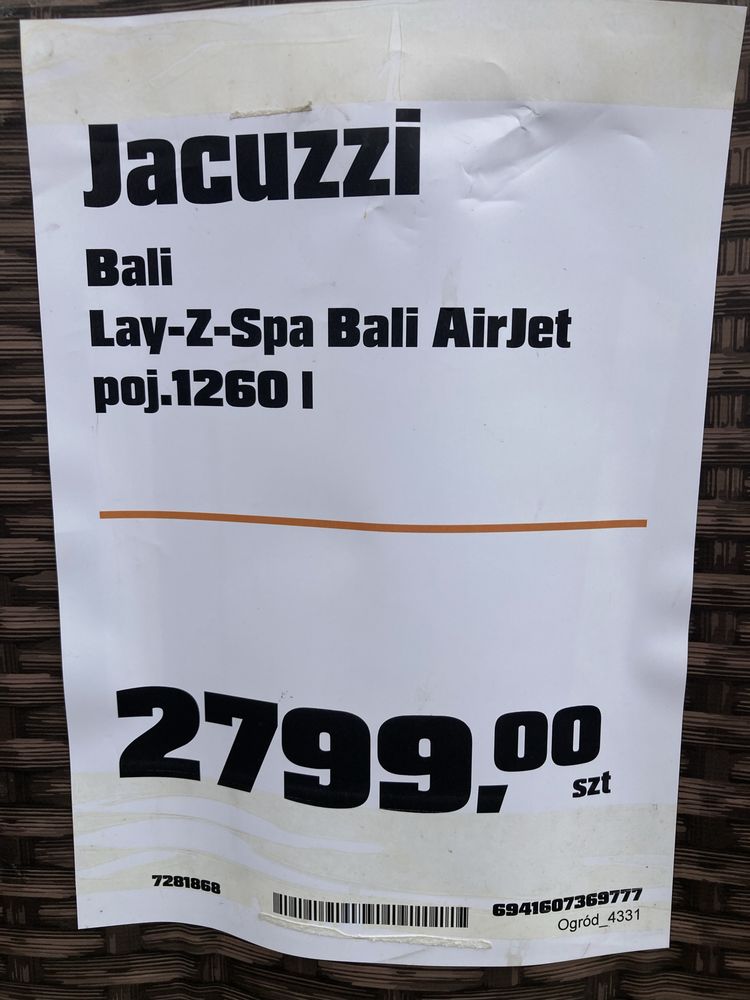 Jacuzzi
Bali
Lay-Z-Spa Bali AirJet
poj.1260 l
2799,00
szt
7281868
6941607369777
Ogród_4331